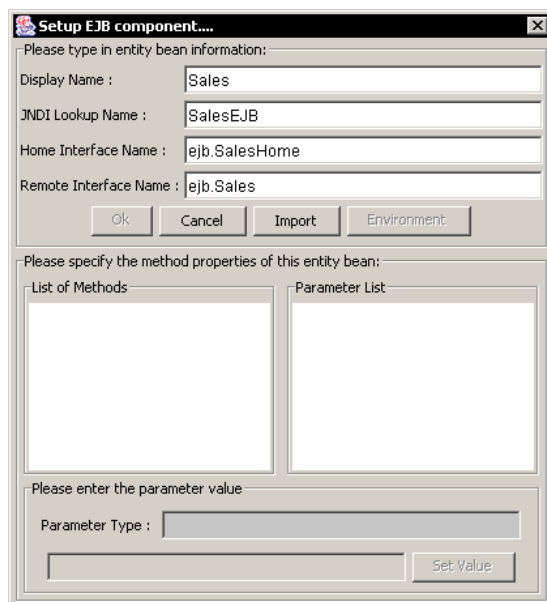 Setup EJB component....
Please type in entity bean information:
Display Name : Sales
JNDI Lookup Name : SalesEJB
Home Interface Name : ejb.SalesHome
Remote Interface Name : ejb.Sales
Ok Cancel Import Environment
Please specify the method properties of this entity bean:
List of Methods Parameter List
Please enter the parameter value
Parameter Type :
Set Value